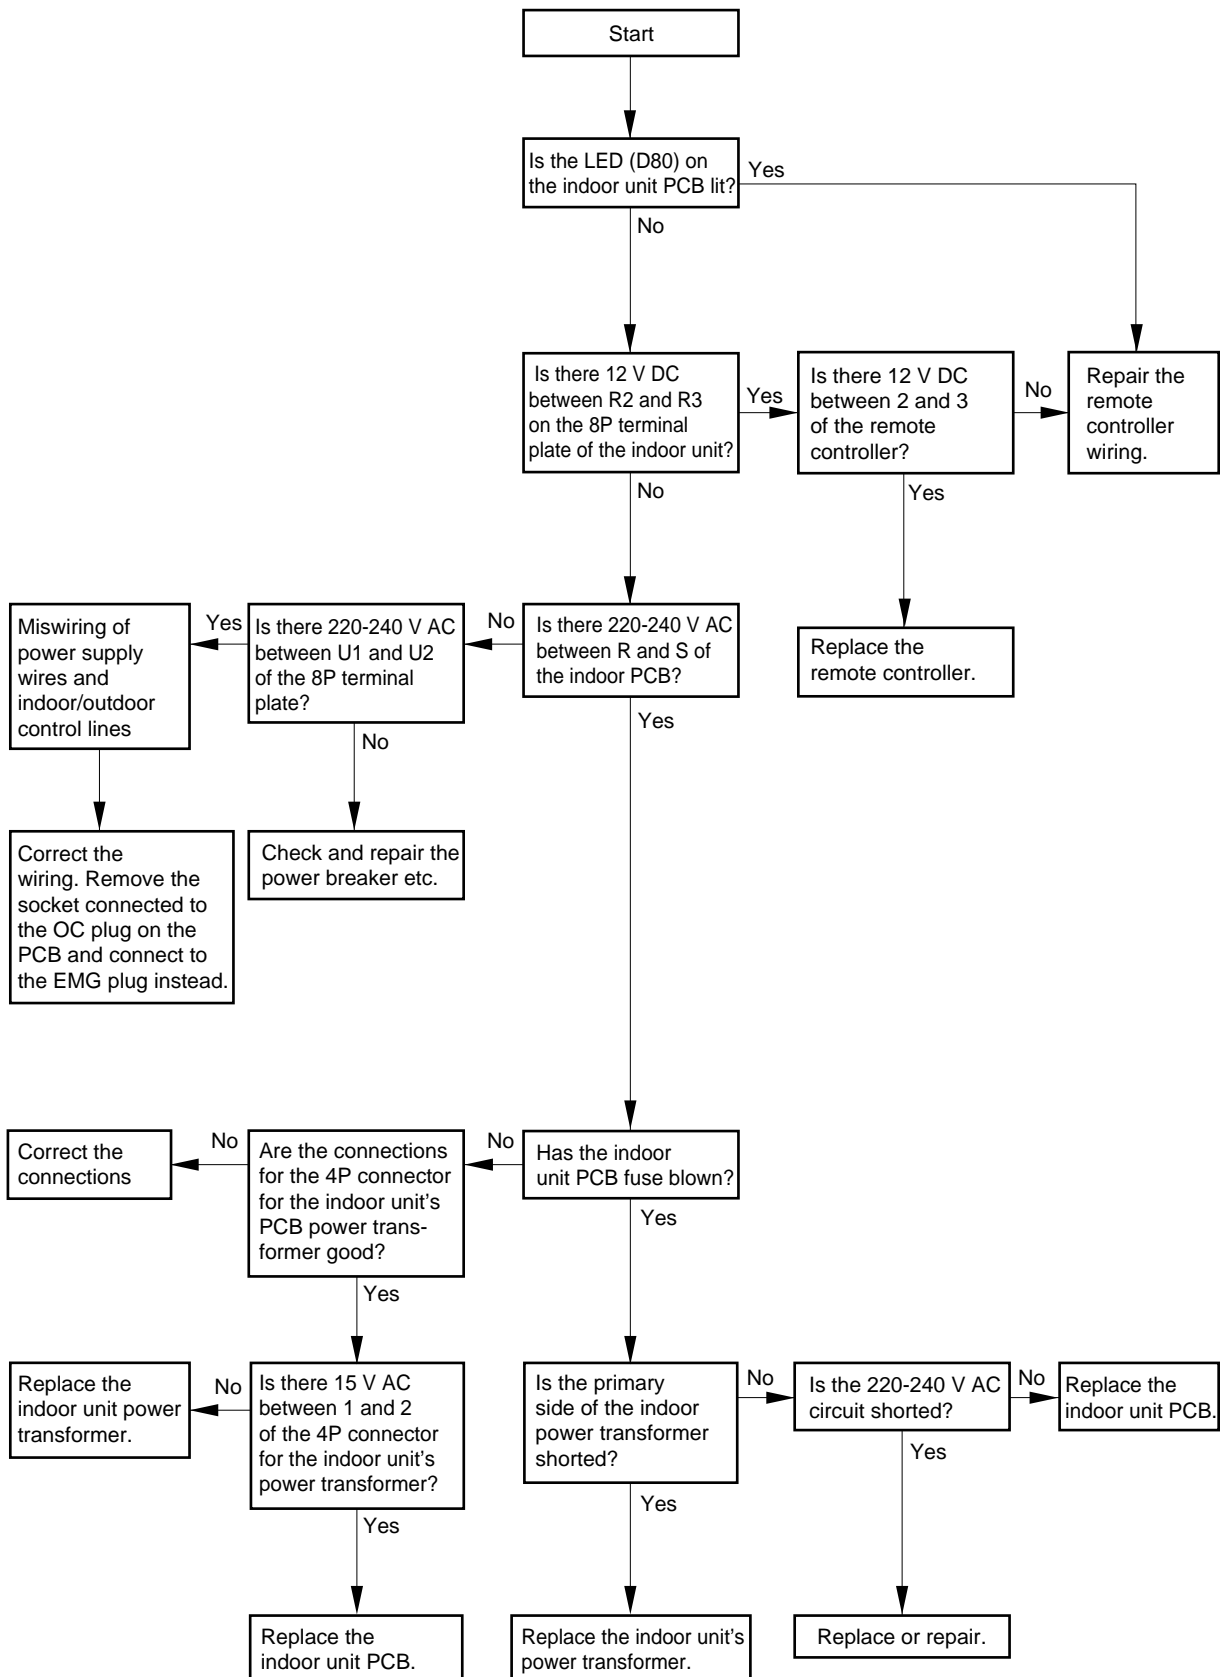 Start
Is the LED (D80) on
the indoor unit PCB lit?
Yes
No
Is there 12 V DC
between R2 and R3
on the 8P terminal
plate of the indoor unit?
Yes
Is there 12 V DC
between 2 and 3
of the remote
controller?
No
Repair the
remote
controller
wiring.
No
Yes
Miswiring of
power supply
wires and
indoor/outdoor
control lines
Yes
Is there 220-240 V AC
between U1 and U2
of the 8P terminal
plate?
No
Is there 220-240 V AC
between R and S of
the indoor PCB?
Replace the
remote controller.
No
Yes
Correct the
wiring. Remove the
socket connected to
the OC plug on the
PCB and connect to
the EMG plug instead.
Check and repair the
power breaker etc.
Correct the
connections
No
Are the connections
for the 4P connector
for the indoor unit's
PCB power trans-
former good?
No
Has the indoor
unit PCB fuse blown?
Yes
Yes
Replace the
indoor unit power
transformer.
No
Is there 15 V AC
between 1 and 2
of the 4P connector
for the indoor unit's
power transformer?
Is the primary
side of the indoor
power transformer
shorted?
No
Is the 220-240 V AC
circuit shorted?
No
Replace the
indoor unit PCB.
Yes
Yes
Yes
Replace the
indoor unit PCB.
Replace the indoor unit's
power transformer.
Replace or repair.